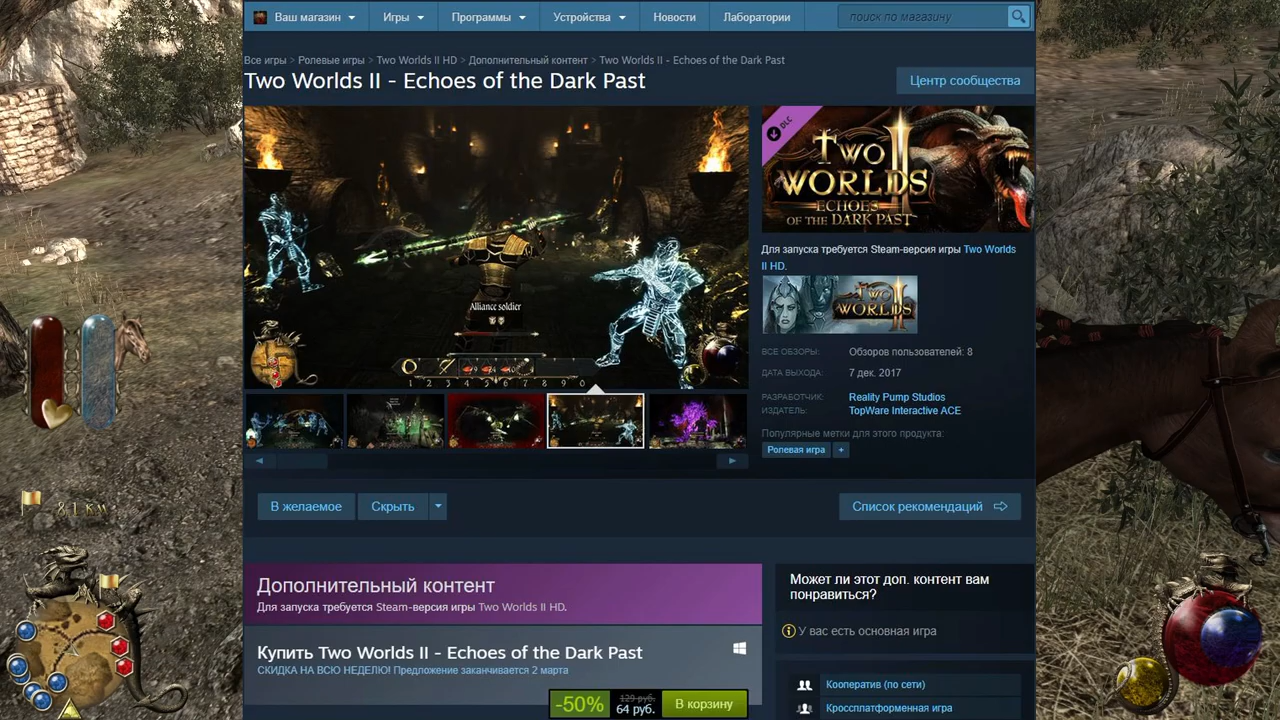 Ваш магазин
Игры
Программы
Устройства
Новости
Лаборатории
поиск по магазину
Все игры > Ролевые игры > Two Worlds II HD > Дополнительный контент > Two Worlds II - Echoes of the Dark Past
Two Worlds II - Echoes of the Dark Past
Центр сообщества
DLC
TWO
WORLDS
II
ECHOES
OF THE DARK PAST
Alliance soldier
1 2 3 4 5 6 7 8 9 0
Для запуска требуется Steam-версия игры Two Worlds
II HD.
TWO
WORLDS
II
ВСЕ ОБЗОРЫ: Обзоров пользователей: 8
ДАТА ВЫХОДА: 7 дек. 2017
РАЗРАБОТЧИК: Reality Pump Studios
ИЗДАТЕЛЬ: TopWare Interactive ACE
Популярные метки для этого продукта:
Ролевая игра +
8.1 км
В желаемое
Скрыть
Список рекомендаций
Дополнительный контент
Для запуска требуется Steam-версия игры Two Worlds II HD.
Купить Two Worlds II - Echoes of the Dark Past
СКИДКА НА ВСЮ НЕДЕЛЮ! Предложение заканчивается 2 марта
-50%
129 руб.
64 руб.
В корзину
Может ли этот доп. контент вам
понравиться?
У вас есть основная игра
Кооператив (по сети)
Кроссплатформенная игра